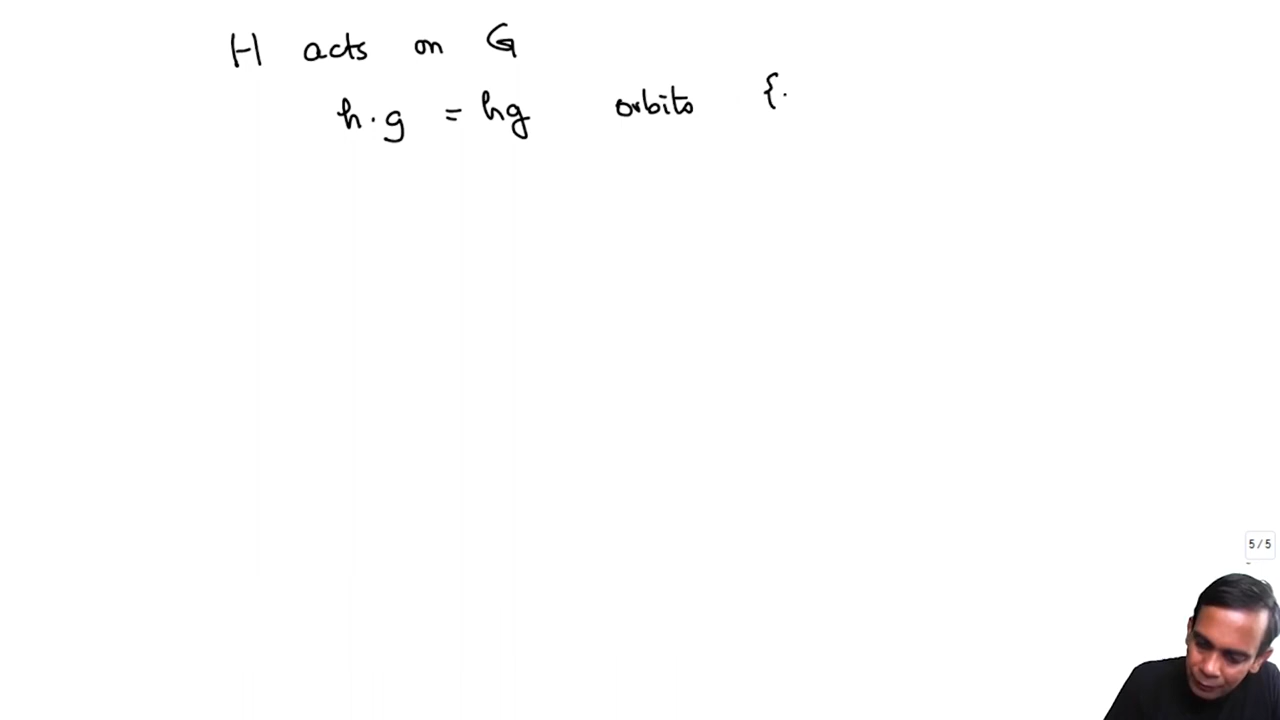 H acts on G
h·g = hg orbits {.
5/5